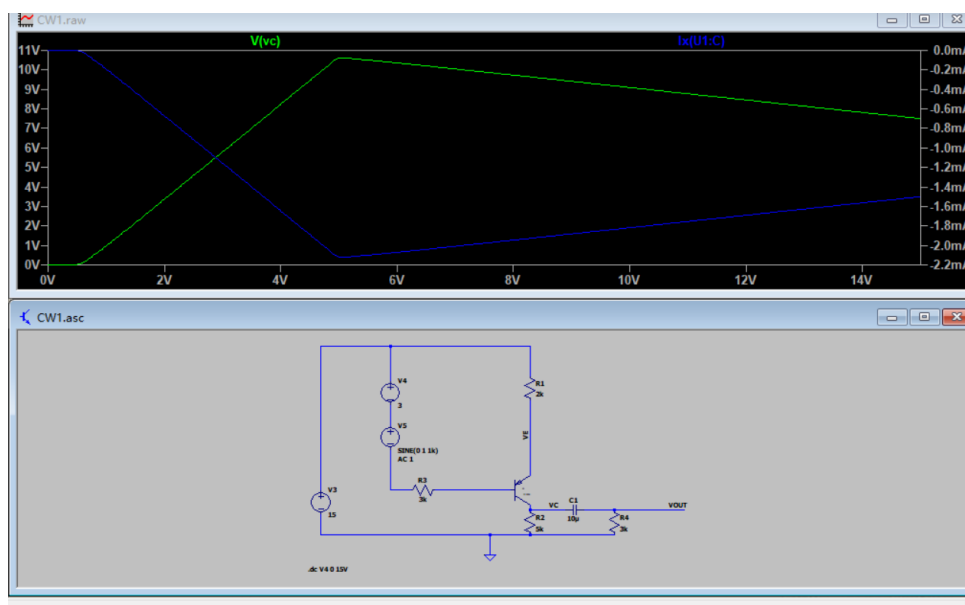 CW1.raw
V(vc)
Ix(U1:C)
11V
10V
9V
8V
7V
6V
5V
4V
3V
2V
1V
0V
0.0mA
-0.2mA
-0.4mA
-0.6mA
-0.8mA
-1.0mA
-1.2mA
-1.4mA
-1.6mA
-1.8mA
-2.0mA
-2.2mA
0V 2V 4V 6V 8V 10V 12V 14V
CW1.asc
V4
3
V5
SINE(0 1 1k)
AC 1
R1
2k
VE
R3
3k
V3
15
VC
C1
10µ
VOUT
R2
5k
R4
3k
.dc V4 0 15V